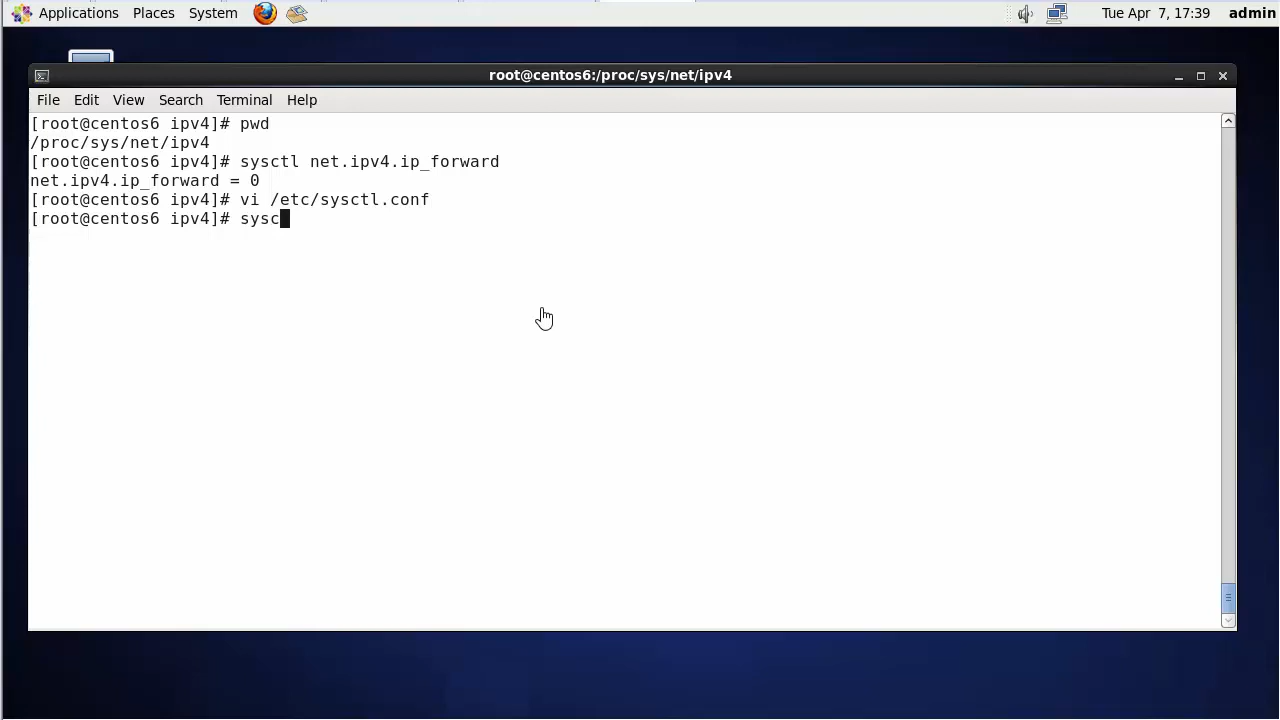 Applications Places System Tue Apr 7, 17:39 admin
root@centos6:/proc/sys/net/ipv4
File Edit View Search Terminal Help
[root@centos6 ipv4]# pwd
/proc/sys/net/ipv4
[root@centos6 ipv4]# sysctl net.ipv4.ip_forward
net.ipv4.ip_forward = 0
[root@centos6 ipv4]# vi /etc/sysctl.conf
[root@centos6 ipv4]# sysc